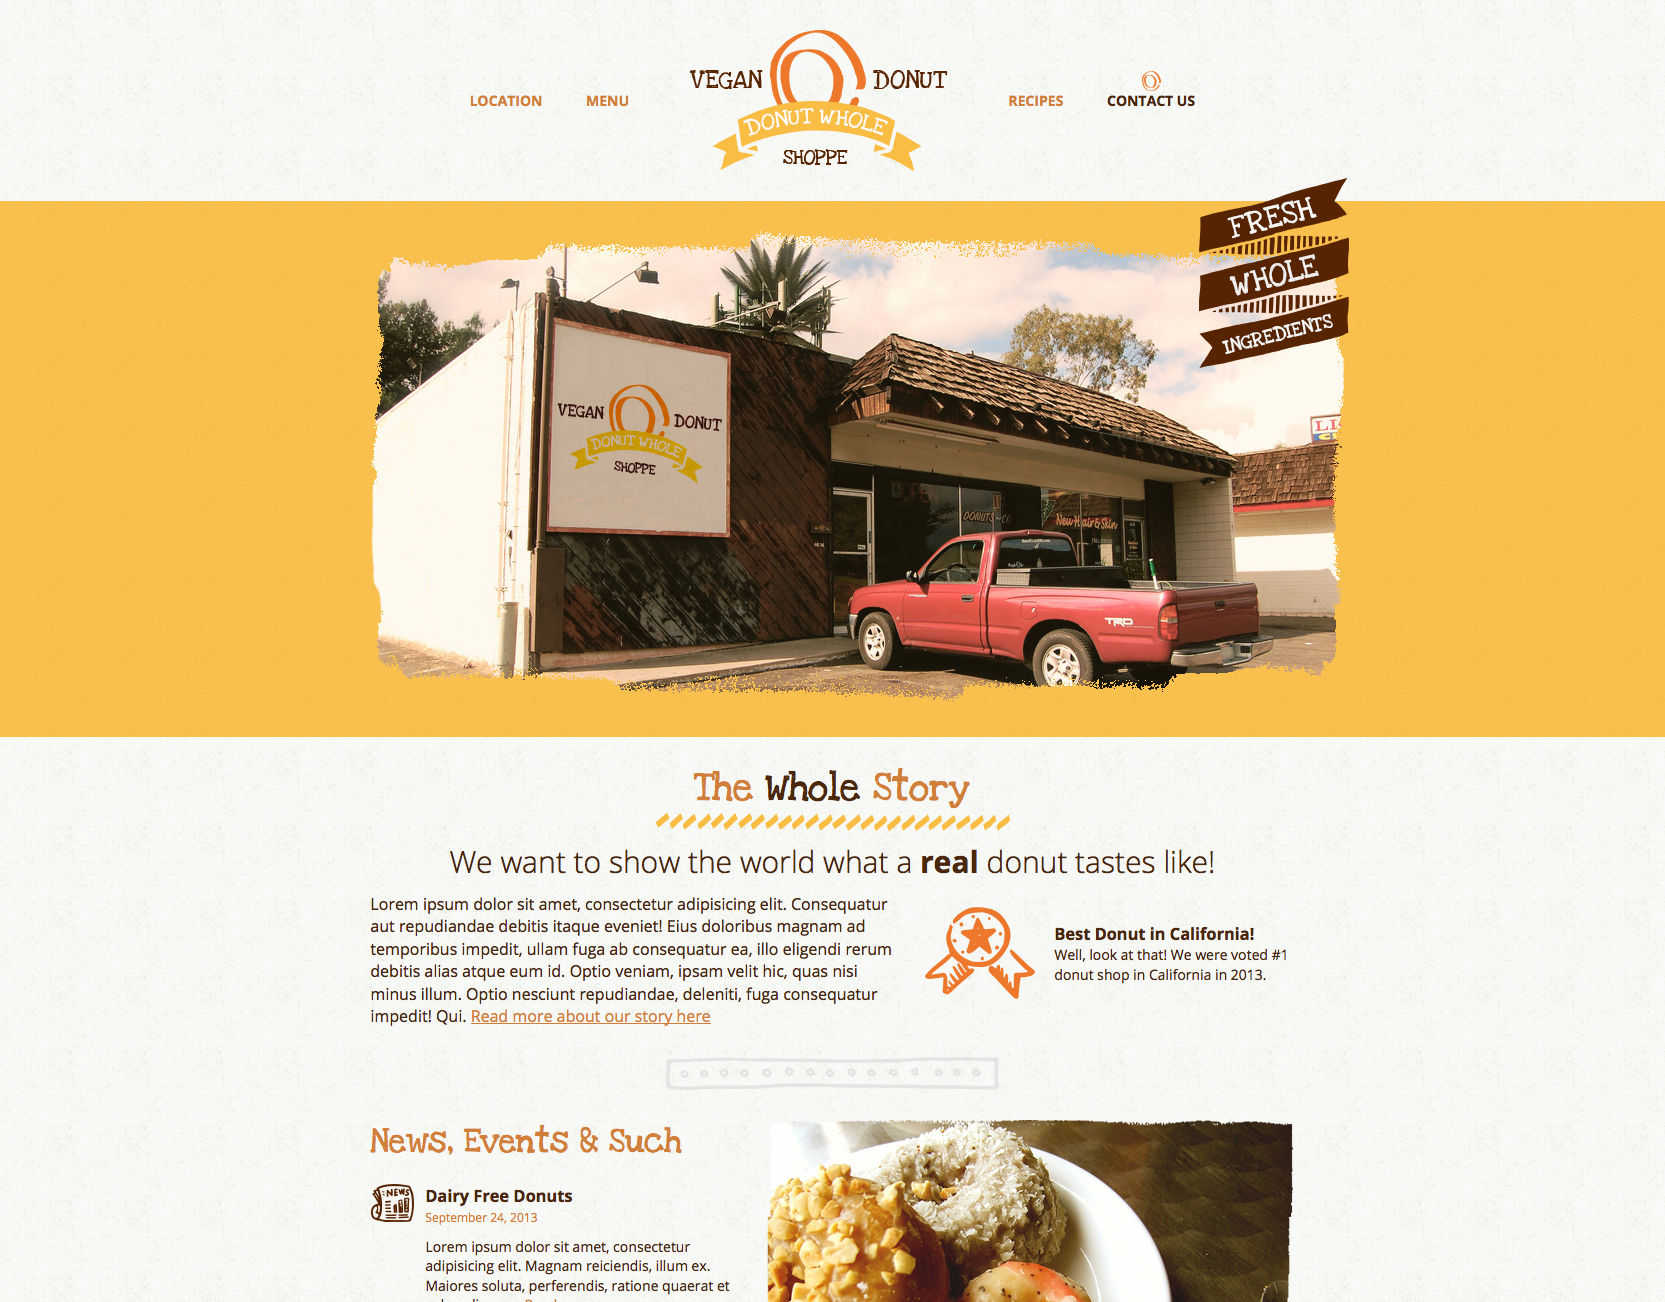 LOCATION
MENU
VEGAN DONUT
DONUT WHOLE
SHOPPE
RECIPES
CONTACT US
FRESH
WHOLE
INGREDIENTS
VEGAN DONUT
DONUT WHOLE
SHOPPE
DONUTS
New Hair & Skin
TRD
The Whole Story
We want to show the world what a real donut tastes like!
Lorem ipsum dolor sit amet, consectetur adipisicing elit. Consequatur
aut repudiandae debitis itaque eveniet! Eius doloribus magnam ad
temporibus impedit, ullam fuga ab consequatur ea, illo eligendi rerum
debitis alias atque eum id. Optio veniam, ipsam velit hic, quas nisi
minus illum. Optio nesciunt repudiandae, deleniti, fuga consequatur
impedit! Qui. Read more about our story here
Best Donut in California!
Well, look at that! We were voted #1
donut shop in California in 2013.
News, Events & Such
NEWS
Dairy Free Donuts
September 24, 2013
Lorem ipsum dolor sit amet, consectetur
adipisicing elit. Magnam reiciendis, illum ex.
Maiores soluta, perferendis, ratione quaerat et